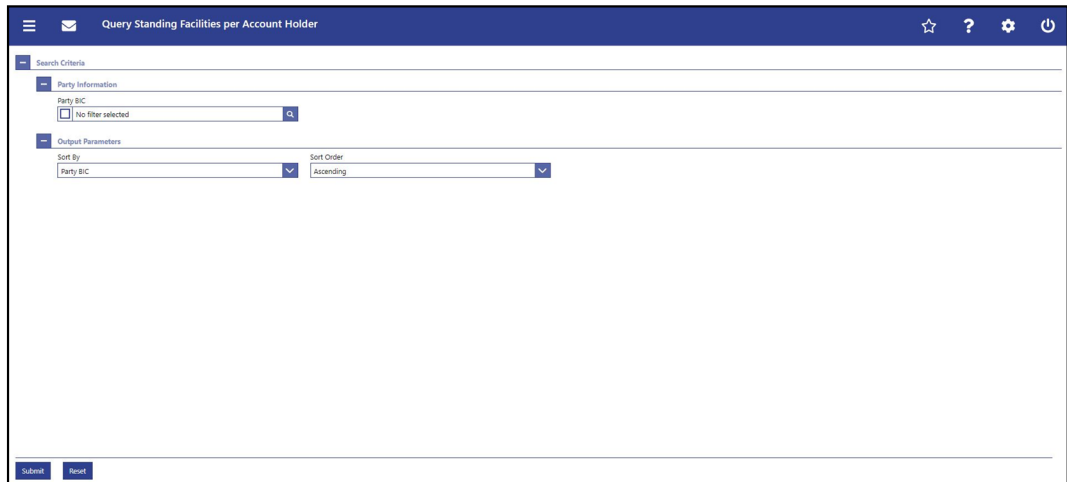 Query Standing Facilities per Account Holder
Search Criteria
Party Information
Party BIC
No filter selected
Output Parameters
Sort By Sort Order
Party BIC Ascending
Submit Reset